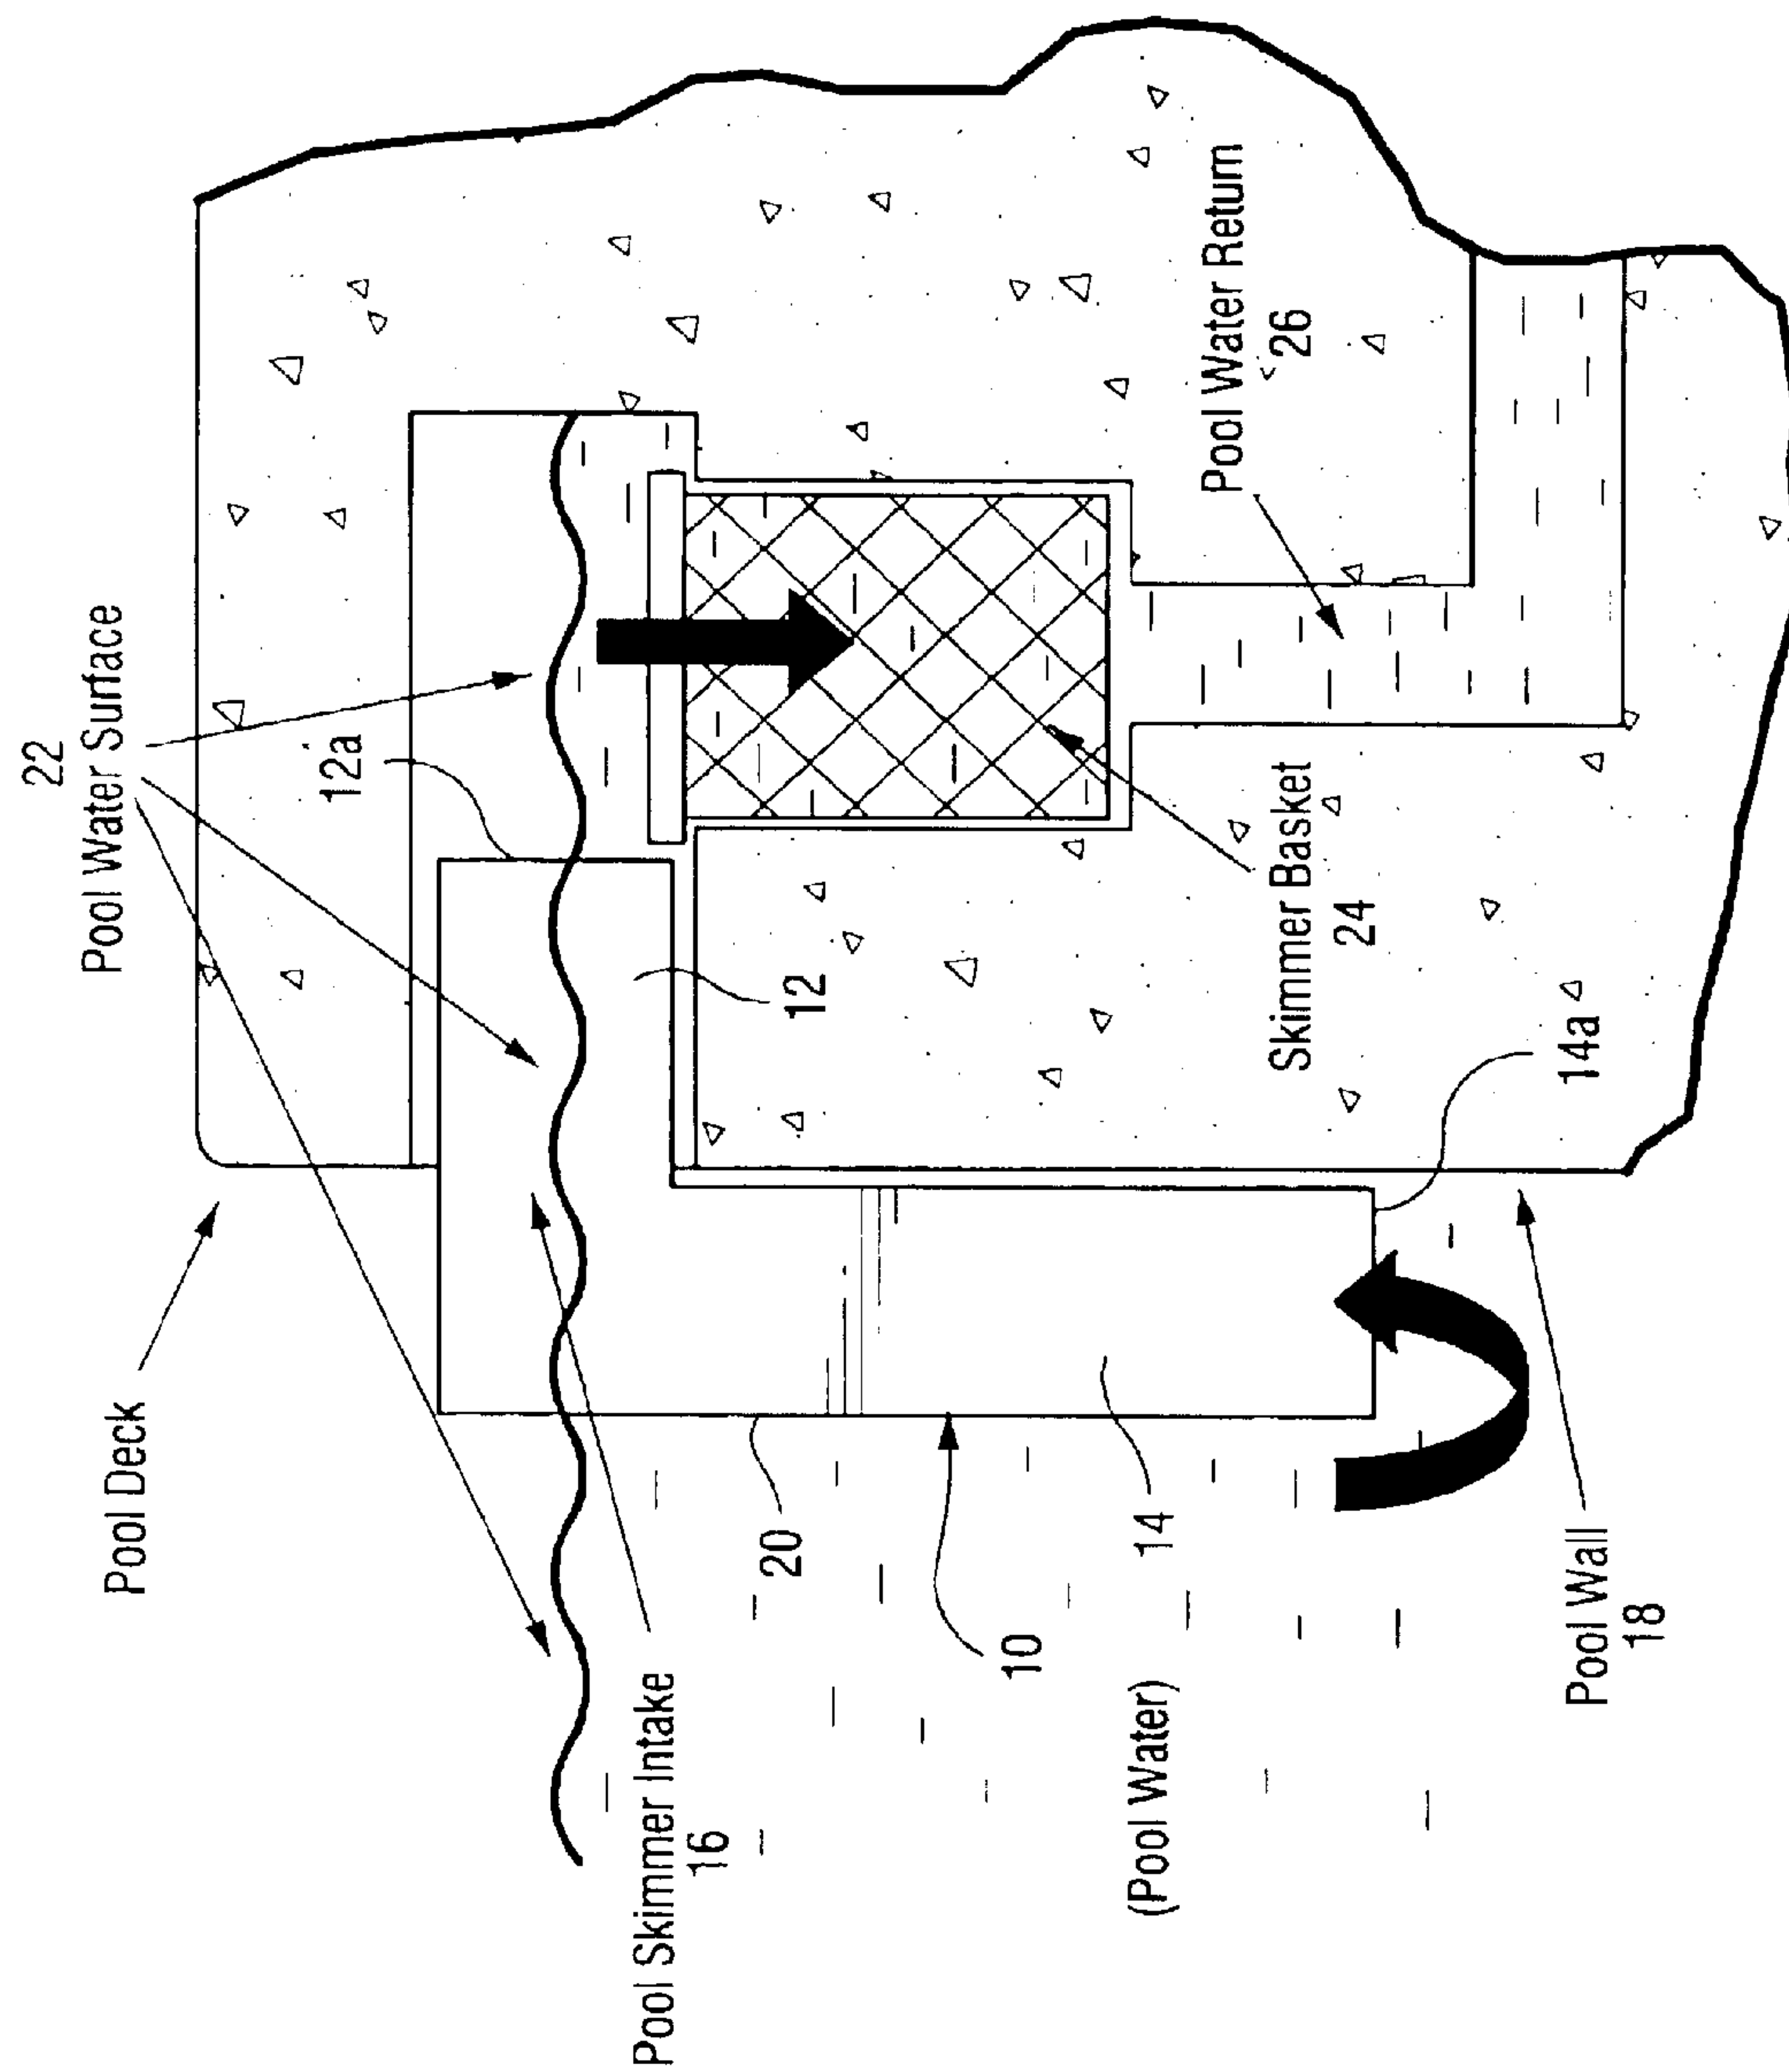 22
Pool Water Surface
Pool Deck
12a
Pool Skimmer Intake
16
20
12
10
(Pool Water)
14
Skimmer Basket
24
Pool Water Return
26
14a
Pool Wall
18